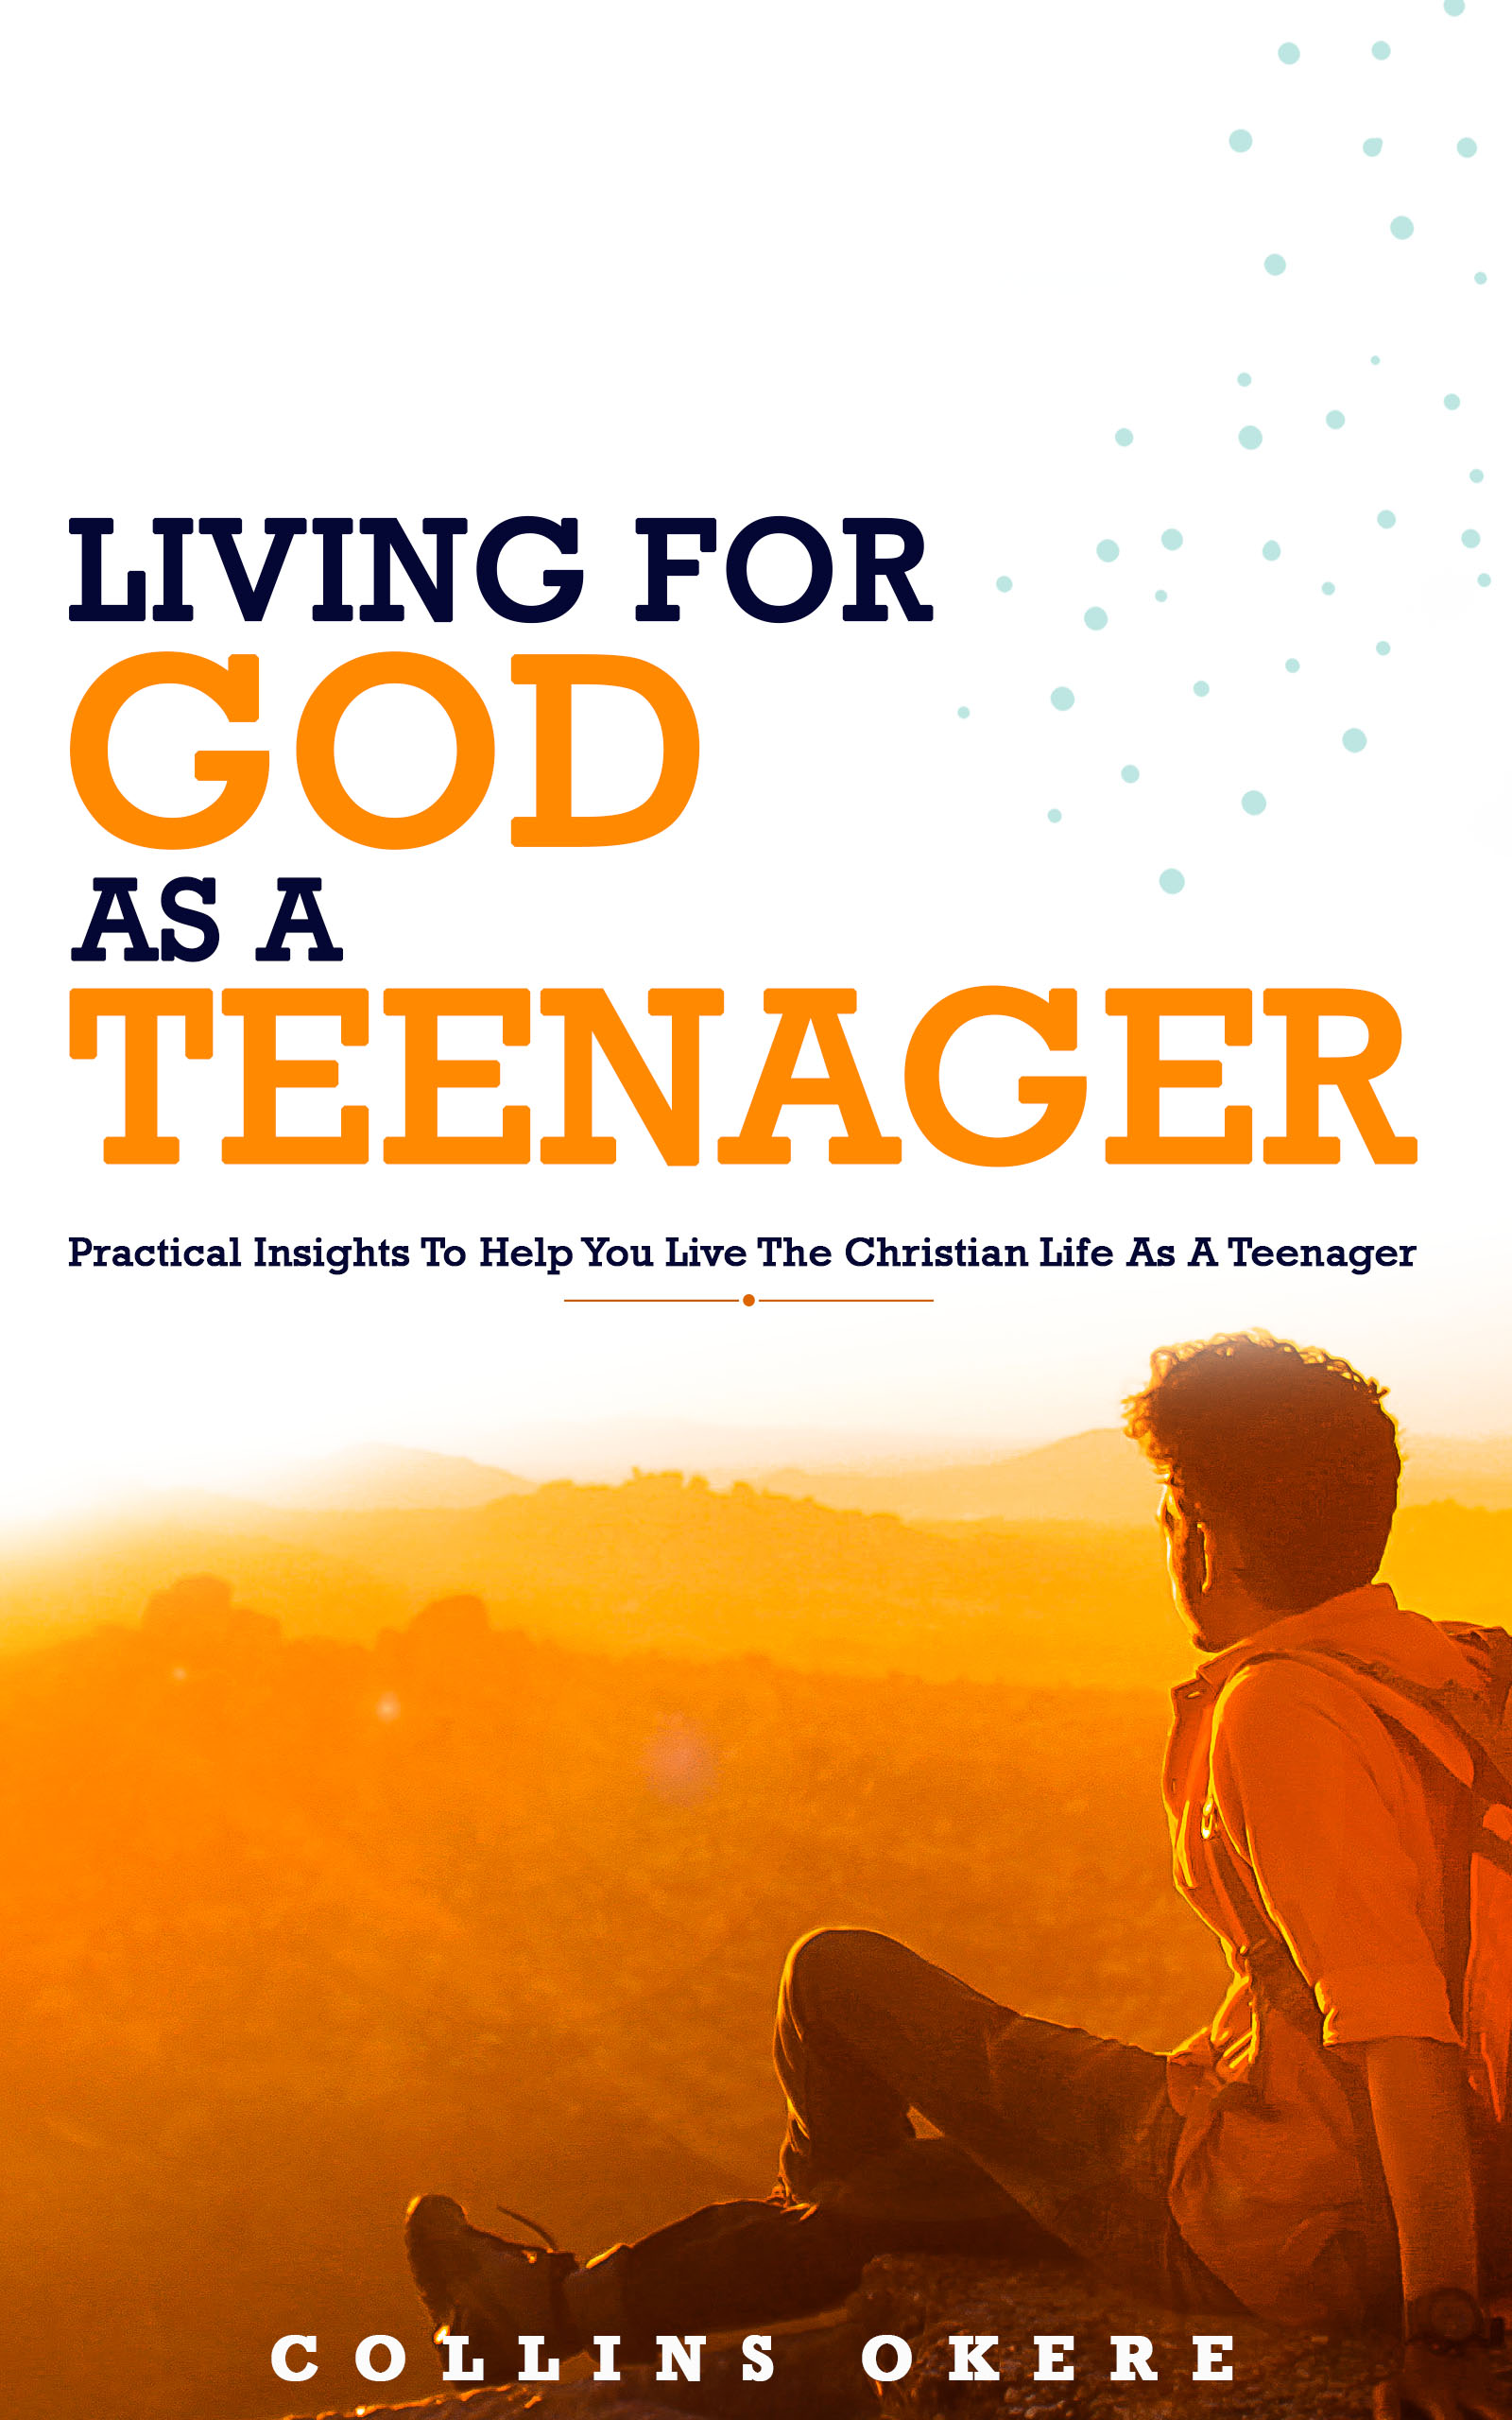 LIVING FOR
GOD
AS A
TEENAGER
Practical Insights To Help You Live The Christian Life As A Teenager
COLLINS OKERE